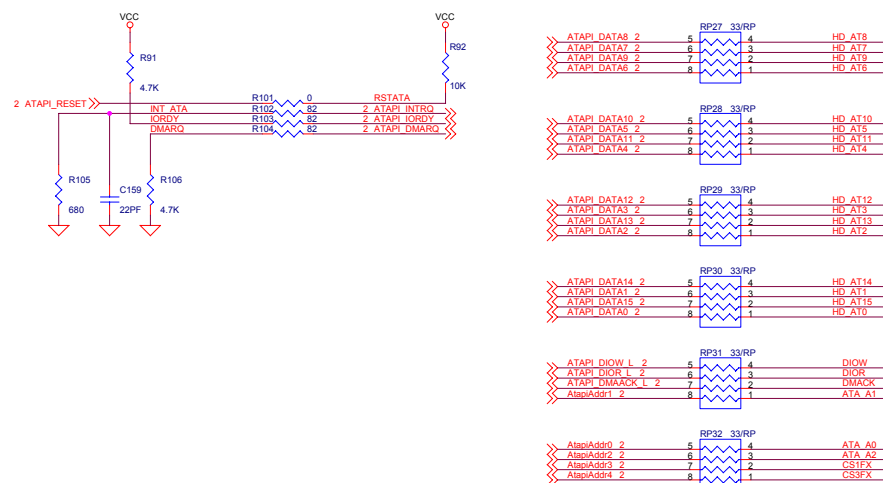 VCC
R91
4.7K
VCC
R92
10K
2 ATAPI_RESET
R101 0 RSTATA
INT_ATA R102 82 2 ATAPI_INTRQ
IORDY R103 82 2 ATAPI_IORDY
DMARQ R104 82 2 ATAPI_DMARQ
R105
680
C159
22PF
R106
4.7K
RP27 33/RP
ATAPI_DATA8 2 5 4 HD_AT8
ATAPI_DATA7 2 6 3 HD_AT7
ATAPI_DATA9 2 7 2 HD_AT9
ATAPI_DATA6 2 8 1 HD_AT6
RP28 33/RP
ATAPI_DATA10 2 5 4 HD_AT10
ATAPI_DATA5 2 6 3 HD_AT5
ATAPI_DATA11 2 7 2 HD_AT11
ATAPI_DATA4 2 8 1 HD_AT4
RP29 33/RP
ATAPI_DATA12 2 5 4 HD_AT12
ATAPI_DATA3 2 6 3 HD_AT3
ATAPI_DATA13 2 7 2 HD_AT13
ATAPI_DATA2 2 8 1 HD_AT2
RP30 33/RP
ATAPI_DATA14 2 5 4 HD_AT14
ATAPI_DATA1 2 6 3 HD_AT1
ATAPI_DATA15 2 7 2 HD_AT15
ATAPI_DATA0 2 8 1 HD_AT0
RP31 33/RP
ATAPI_DIOW_L 2 5 4 DIOW
ATAPI_DIOR_L 2 6 3 DIOR
ATAPI_DMAACK_L 2 7 2 DMACK
AtapiAddr1 2 8 1 ATA_A1
RP32 33/RP
AtapiAddr0 2 5 4 ATA_A0
AtapiAddr2 2 6 3 ATA_A2
AtapiAddr3 2 7 2 CS1FX
AtapiAddr4 2 8 1 CS3FX